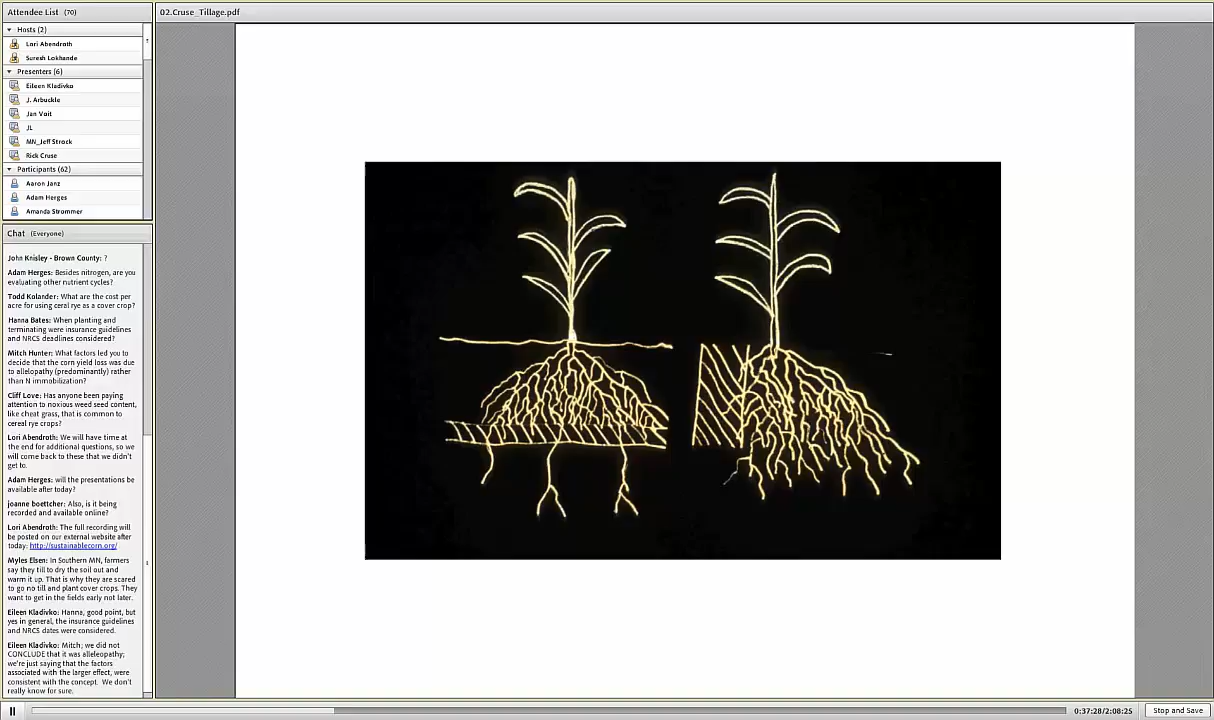 Attendee List (70)
Hosts (2)
Lori Abendroth
Suresh Lokhande
Presenters (6)
Eileen Kladivko
J. Arbuckle
Jan Voit
JL
MN_Jeff Strock
Rick Cruse
Participants (62)
Aaron Janz
Adam Herges
Amanda Strommer
Chat (Everyone)
John Knisley - Brown County: ?
Adam Herges: Besides nitrogen, are you
evaluating other nutrient cycles?
Todd Kolander: What are the cost per
acre for using ceral rye as a cover crop?
Hanna Bates: When planting and
terminating were insurance guidelines
and NRCS deadlines considered?
Mitch Hunter: What factors led you to
decide that the corn yield loss was due
to allelopathy (predominantly) rather
than N immobilization?
Cliff Love: Has anyone been paying
attention to noxious weed seed content,
like cheat grass, that is common to
cereal rye crops?
Lori Abendroth: We will have time at
the end for additional questions, so we
will come back to these that we didn't
get to.
Adam Herges: will the presentations be
available after today?
joanne boettcher: Also, is it being
recorded and available online?
Lori Abendroth: The full recording will
be posted on our external website after
today: http://sustainablecorn.org/
Myles Elsen: In Southern MN, farmers
say they till to dry the soil out and
warm it up. That is why they are scared
to go no till and plant cover crops. They
want to get in the fields early not later.
Eileen Kladivko: Hanna, good point, but
yes in general, the insurance guidelines
and NRCS dates were considered.
Eileen Kladivko: Mitch; we did not
CONCLUDE that it was alleleopathy;
we're just saying that the factors
associated with the larger effect, were
consistent with the concept. We don't
really know for sure.
02.Cruse_Tillage.pdf
0:37:28/2:08:25
Stop and Save